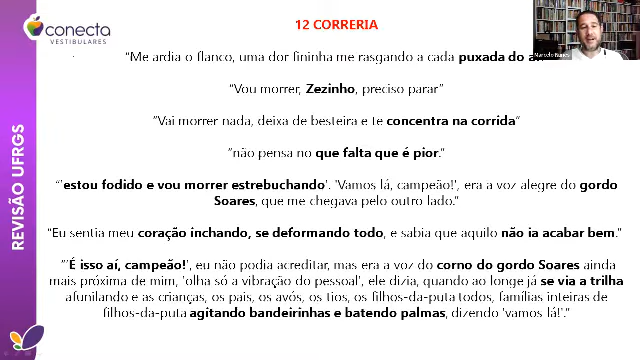 conecta
VESTIBULARES
REVISÃO UFRGS
12 CORRERIA
“Me ardia o flanco, uma dor fininha me rasgando a cada puxada do
“Vou morrer, Zezinho, preciso parar”
“Vai morrer nada, deixa de besteira e te concentra na corrida”
“não pensa no que falta que é pior.”
“'estou fodido e vou morrer estrebuchando'. 'Vamos lá, campeão!', era a voz alegre do gordo
Soares, que me chegava pelo outro lado.”
“Eu sentia meu coração inchando, se deformando todo, e sabia que aquilo não ia acabar bem.”
“'É isso aí, campeão!', eu não podia acreditar, mas era a voz do corno do gordo Soares ainda
mais próxima de mim, 'olha só a vibração do pessoal', ele dizia, quando ao longe já se via a trilha
afunilando e as crianças, os pais, os avós, os tios, os filhos-da-puta todos, famílias inteiras de
filhos-da-puta agitando bandeirinhas e batendo palmas, dizendo 'vamos lá!'.”
Marcelo Nunes